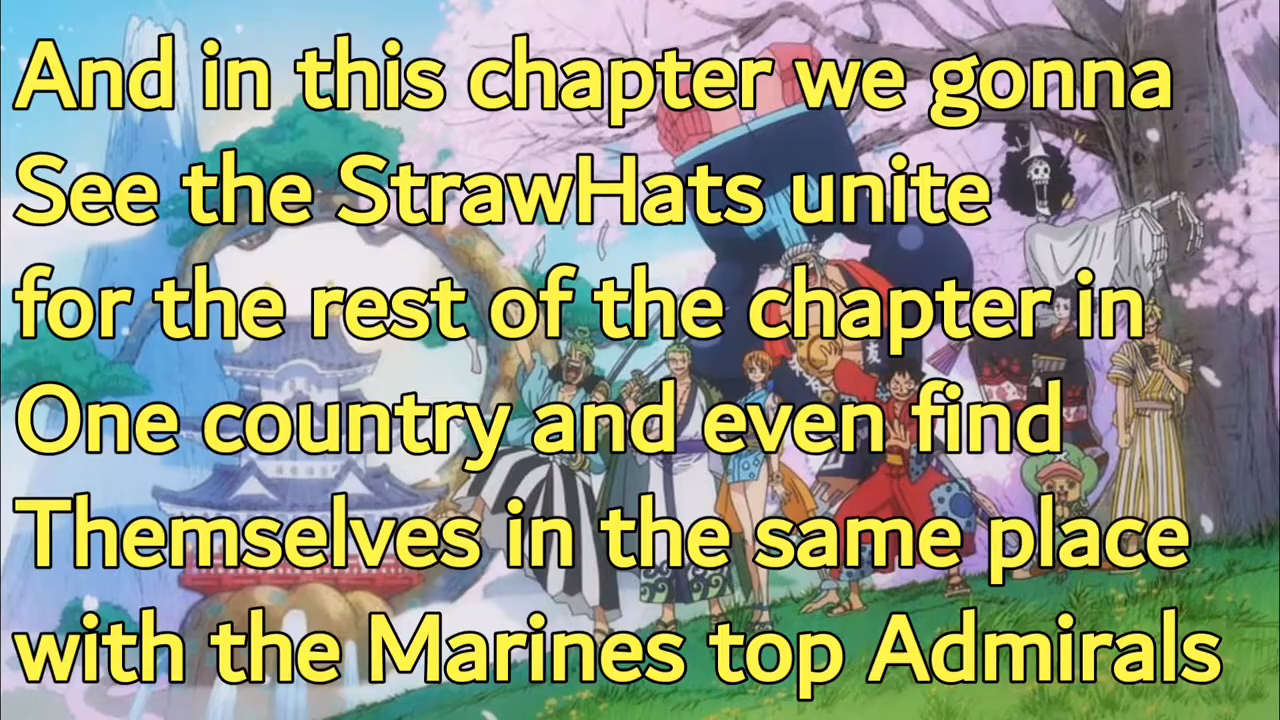 And in this chapter we gonna
See the StrawHats unite
for the rest of the chapter in
One country and even find
Themselves in the same place
with the Marines top Admirals